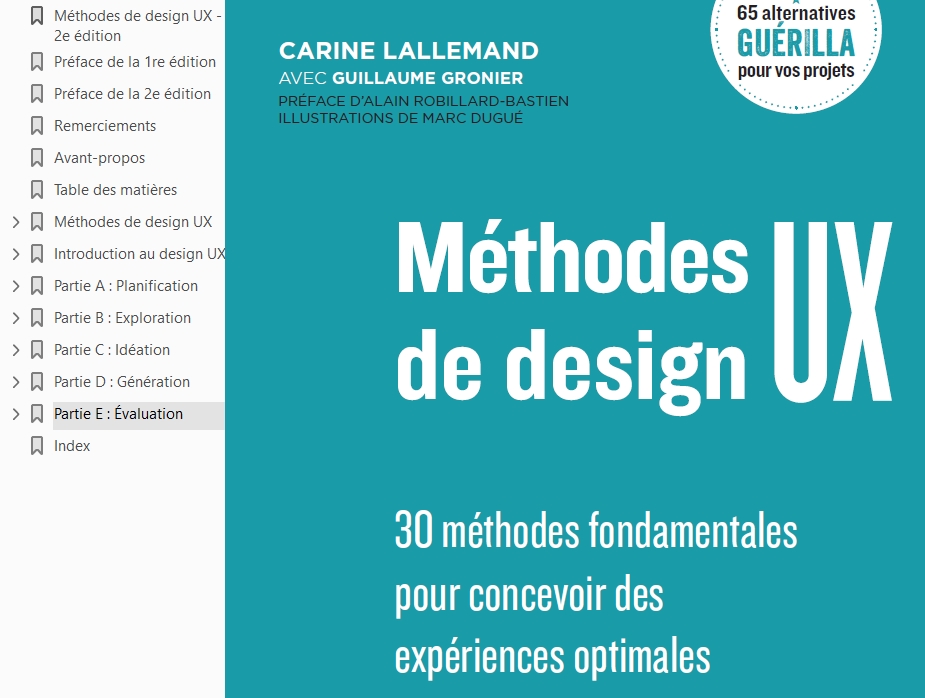 Méthodes de design UX -
2e édition
Préface de la 1re édition
Préface de la 2e édition
Remerciements
Avant-propos
Table des matières
Méthodes de design UX
Introduction au design UX
Partie A : Planification
Partie B : Exploration
Partie C : Idéation
Partie D : Génération
Partie E : Évaluation
Index
CARINE LALLEMAND
AVEC GUILLAUME GRONIER
PRÉFACE D'ALAIN ROBILLARD-BASTIEN
ILLUSTRATIONS DE MARC DUGUÉ
65 alternatives
GUÉRILLA
pour vos projets
Méthodes
de design UX
30 méthodes fondamentales
pour concevoir des
expériences optimales